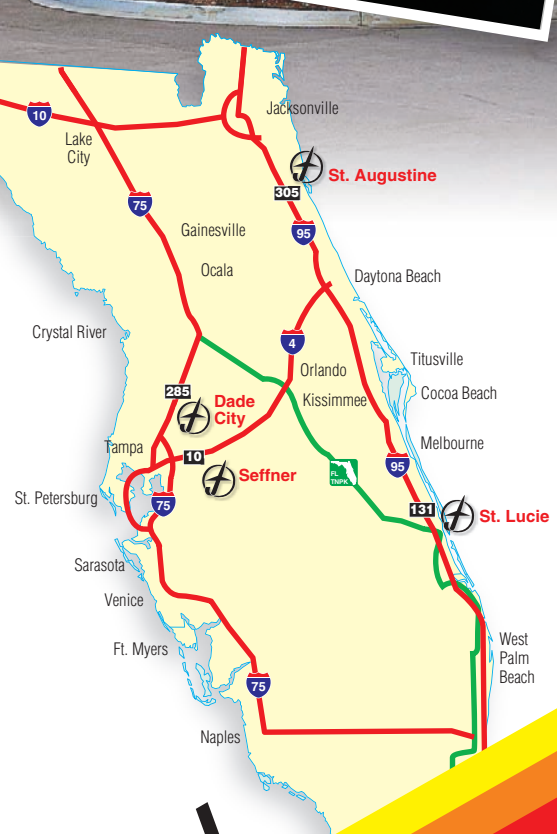 Jacksonville
10
Lake
City
St. Augustine
305
75
Gainesville
95
Ocala
Daytona Beach
Crystal River
4
Titusville
Orlando
285
Cocoa Beach
Kissimmee
Dade
City
Tampa
Melbourne
10
95
FL
TNPK
Seffner
St. Petersburg
75
131
St. Lucie
Sarasota
Venice
West
Palm
Beach
Ft. Myers
75
Naples